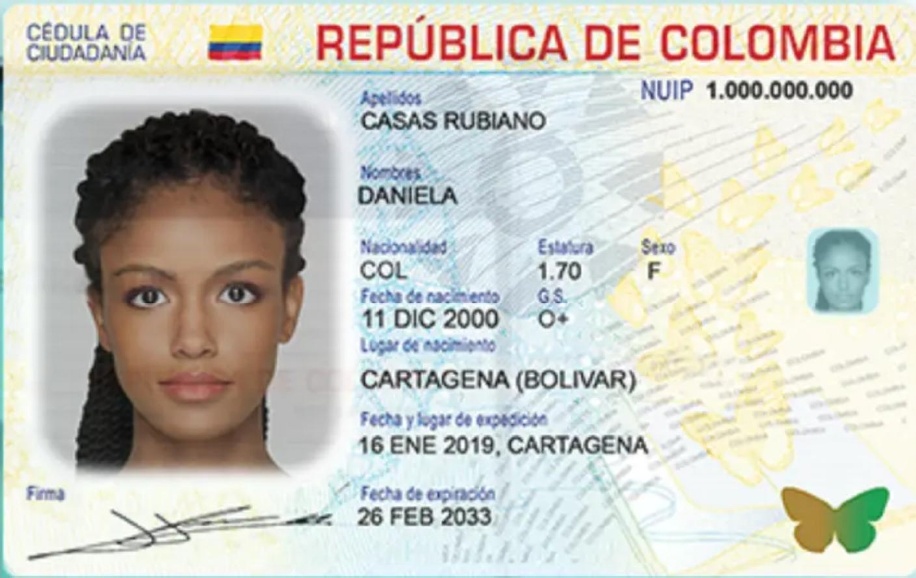 CÉDULA DE
CIUDADANÍA
REPÚBLICA DE COLOMBIA
NUIP 1.000.000.000
Apellidos
CASAS RUBIANO
Nombres
DANIELA
Nacionalidad Estatura Sexo
COL 1.70 F
Fecha de nacimiento G.S.
11 DIC 2000 O+
Lugar de nacimiento
CARTAGENA (BOLIVAR)
Fecha y lugar de expedición
16 ENE 2019, CARTAGENA
Firma
Fecha de expiración
26 FEB 2033